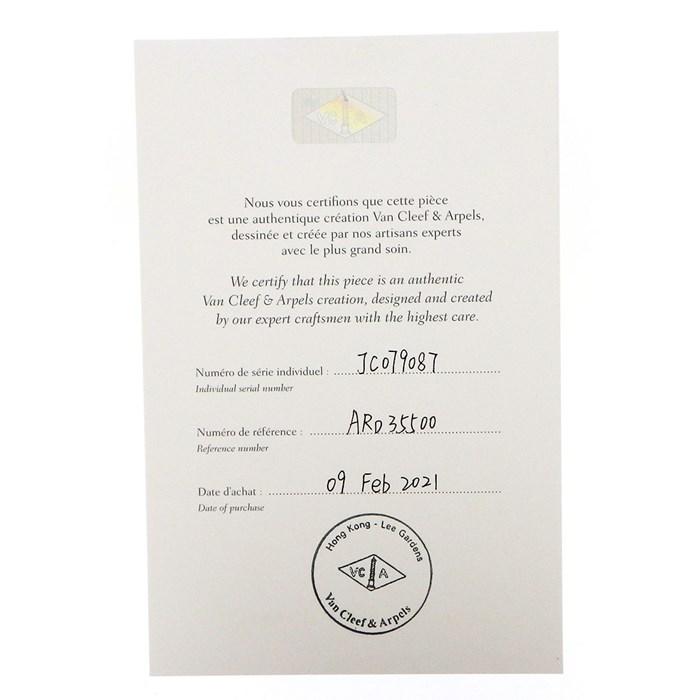 VC A
Nous vous certifions que cette pièce
est une authentique création Van Cleef & Arpels,
dessinée et créée par nos artisans experts
avec le plus grand soin.
We certify that this piece is an authentic
Van Cleef & Arpels creation, designed and created
by our expert craftsmen with the highest care.
Numéro de série individuel : JC079087
Individual serial number
Numéro de référence : ARD35500
Reference number
Date d'achat : 09 Feb 2021
Date of purchase
Hong Kong - Lee Gardens
VC A
Van Cleef & Arpels